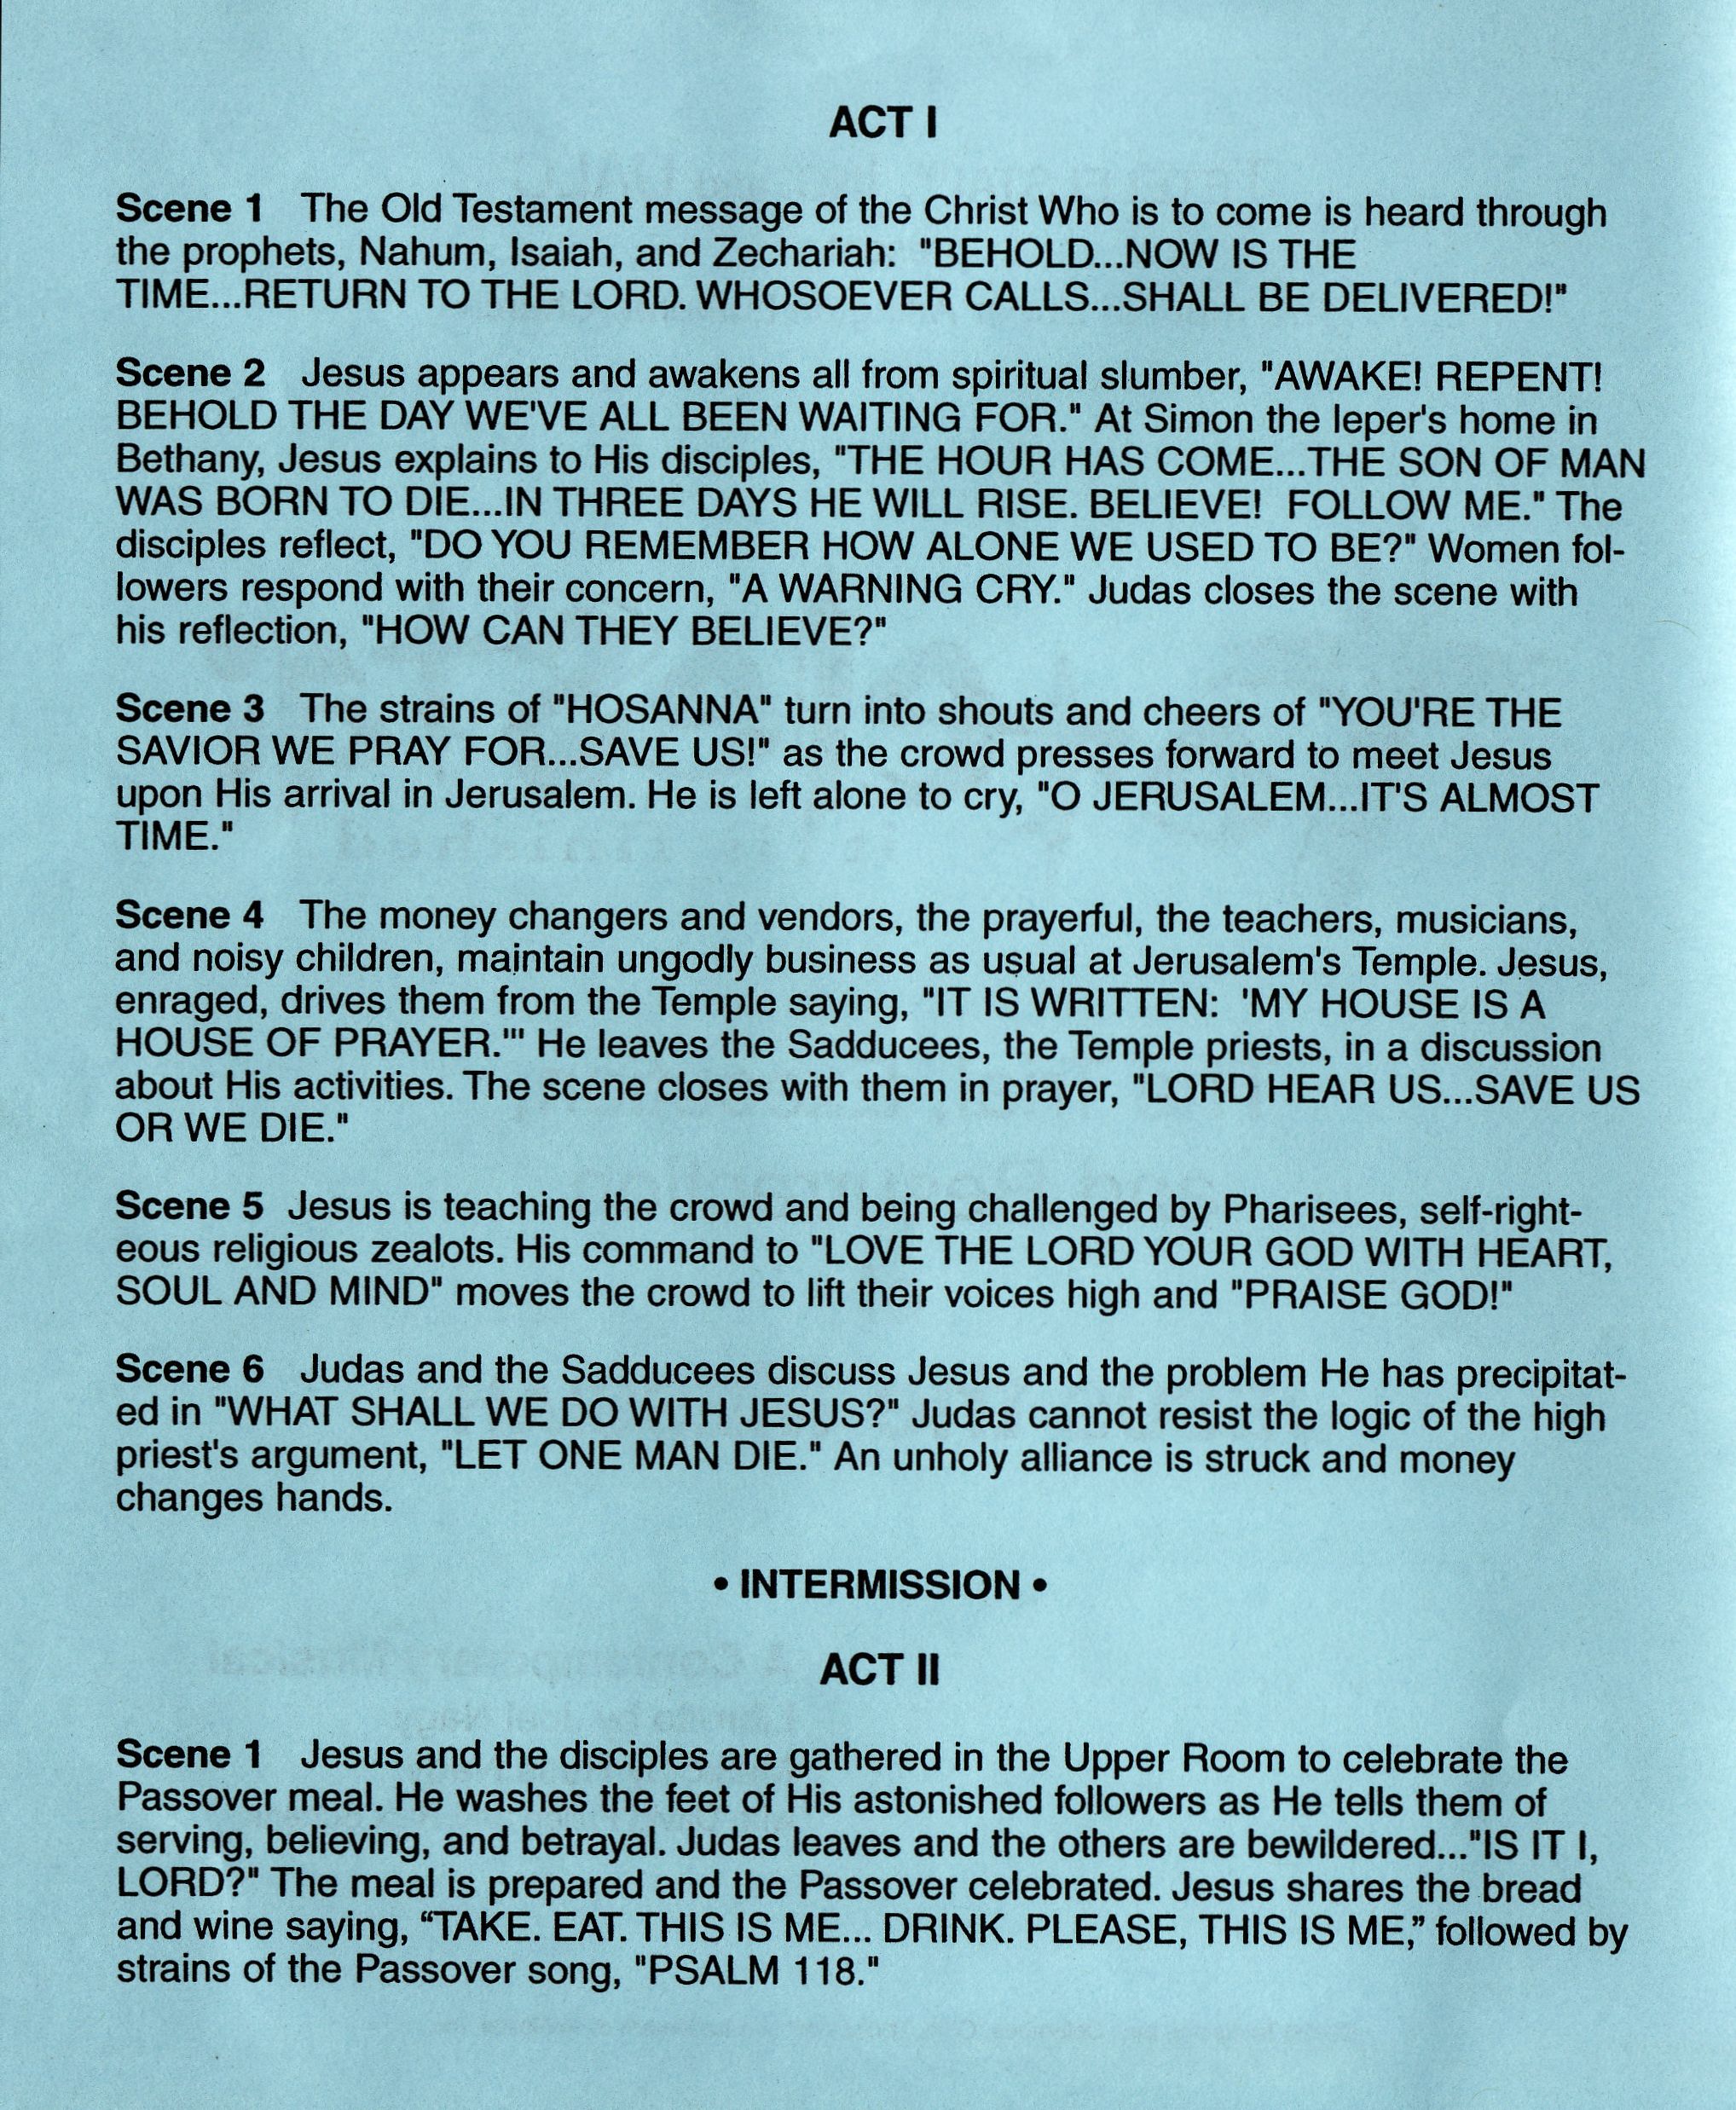 ACT I
Scene 1 The Old Testament message of the Christ Who is to come is heard through
the prophets, Nahum, Isaiah, and Zechariah: "BEHOLD...NOW IS THE
TIME...RETURN TO THE LORD. WHOSOEVER CALLS...SHALL BE DELIVERED!"
Scene 2 Jesus appears and awakens all from spiritual slumber, "AWAKE! REPENT!
BEHOLD THE DAY WE'VE ALL BEEN WAITING FOR." At Simon the leper's home in
Bethany, Jesus explains to His disciples, "THE HOUR HAS COME...THE SON OF MAN
WAS BORN TO DIE...IN THREE DAYS HE WILL RISE. BELIEVE! FOLLOW ME." The
disciples reflect, "DO YOU REMEMBER HOW ALONE WE USED TO BE?" Women fol-
lowers respond with their concern, "A WARNING CRY." Judas closes the scene with
his reflection, "HOW CAN THEY BELIEVE?"
Scene 3 The strains of "HOSANNA" turn into shouts and cheers of "YOU'RE THE
SAVIOR WE PRAY FOR...SAVE US!" as the crowd presses forward to meet Jesus
upon His arrival in Jerusalem. He is left alone to cry, "O JERUSALEM...IT'S ALMOST
TIME."
Scene 4 The money changers and vendors, the prayerful, the teachers, musicians,
and noisy children, maintain ungodly business as usual at Jerusalem's Temple. Jesus,
enraged, drives them from the Temple saying, "IT IS WRITTEN: 'MY HOUSE IS A
HOUSE OF PRAYER.'" He leaves the Sadducees, the Temple priests, in a discussion
about His activities. The scene closes with them in prayer, "LORD HEAR US...SAVE US
OR WE DIE."
Scene 5 Jesus is teaching the crowd and being challenged by Pharisees, self-right-
eous religious zealots. His command to "LOVE THE LORD YOUR GOD WITH HEART,
SOUL AND MIND" moves the crowd to lift their voices high and "PRAISE GOD!"
Scene 6 Judas and the Sadducees discuss Jesus and the problem He has precipitat-
ed in "WHAT SHALL WE DO WITH JESUS?" Judas cannot resist the logic of the high
priest's argument, "LET ONE MAN DIE." An unholy alliance is struck and money
changes hands.
• INTERMISSION •
ACT II
Scene 1 Jesus and the disciples are gathered in the Upper Room to celebrate the
Passover meal. He washes the feet of His astonished followers as He tells them of
serving, believing, and betrayal. Judas leaves and the others are bewildered..."IS IT I,
LORD?" The meal is prepared and the Passover celebrated. Jesus shares the bread
and wine saying, “TAKE. EAT. THIS IS ME... DRINK. PLEASE, THIS IS ME,” followed by
strains of the Passover song, "PSALM 118."